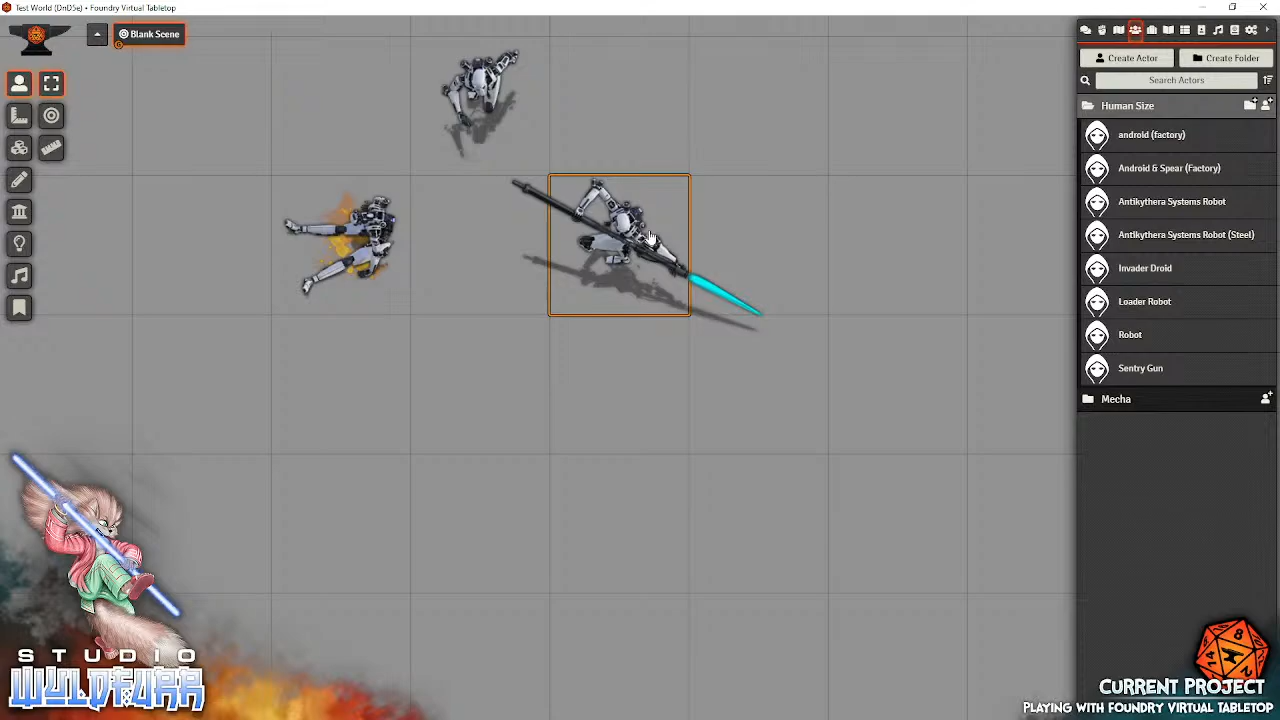 Test World (DnD5e) • Foundry Virtual Tabletop
Blank Scene
G
Create Actor
Create Folder
Search Actors
Human Size
android (factory)
Android & Spear (Factory)
Antikythera Systems Robot
Antikythera Systems Robot (Steel)
Invader Droid
Loader Robot
Robot
Sentry Gun
Mecha
STUDIO
WYLDFURR
8
Current Project
Playing with Foundry Virtual Tabletop